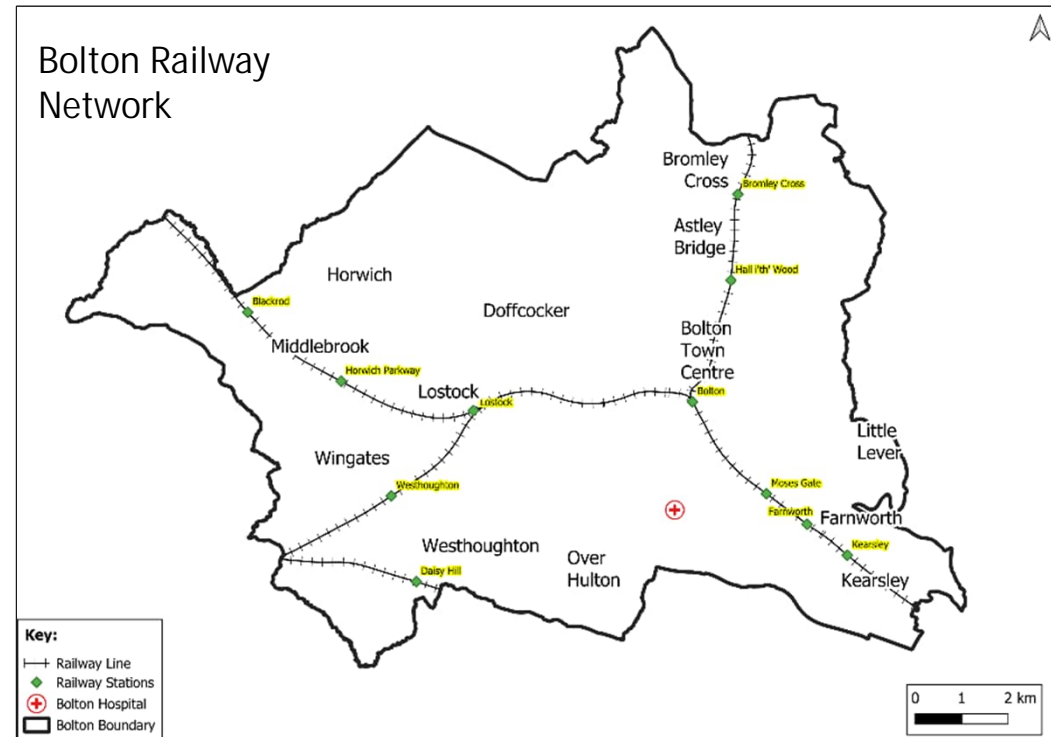 Bolton Railway
Network
Bromley
Cross
Bromley Cross
Astley
Bridge
Hall i'th' Wood
Horwich
Blackrod
Doffcocker
Middlebrook
Horwich Parkway
Bolton
Town
Centre
Bolton
Lostock
Lostock
Little
Lever
Wingates
Westhoughton
Moses Gate
Farnworth
Farnworth
Westhoughton
Over
Hulton
Kearsley
Kearsley
Daisy Hill
Key:
Railway Line
Railway Stations
Bolton Hospital
Bolton Boundary
0 1 2 km